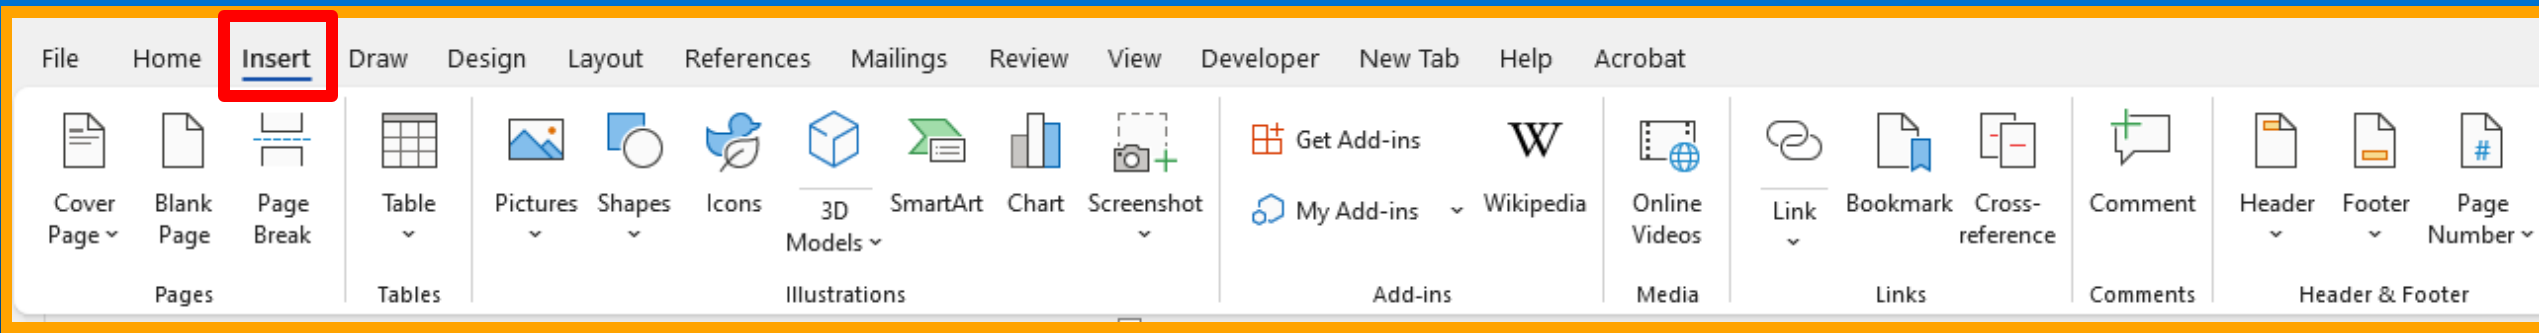 File Home Insert Draw Design Layout References Mailings Review View Developer New Tab Help Acrobat
Cover Page
Blank Page
Page Break
Pages
Table
Tables
Pictures
Shapes
Icons
3D Models
SmartArt
Chart
Screenshot
Illustrations
Get Add-ins
My Add-ins
W
Wikipedia
Add-ins
Online Videos
Media
Link
Bookmark
Cross-reference
Links
Comment
Comments
Header
Footer
#
Page Number
Header & Footer